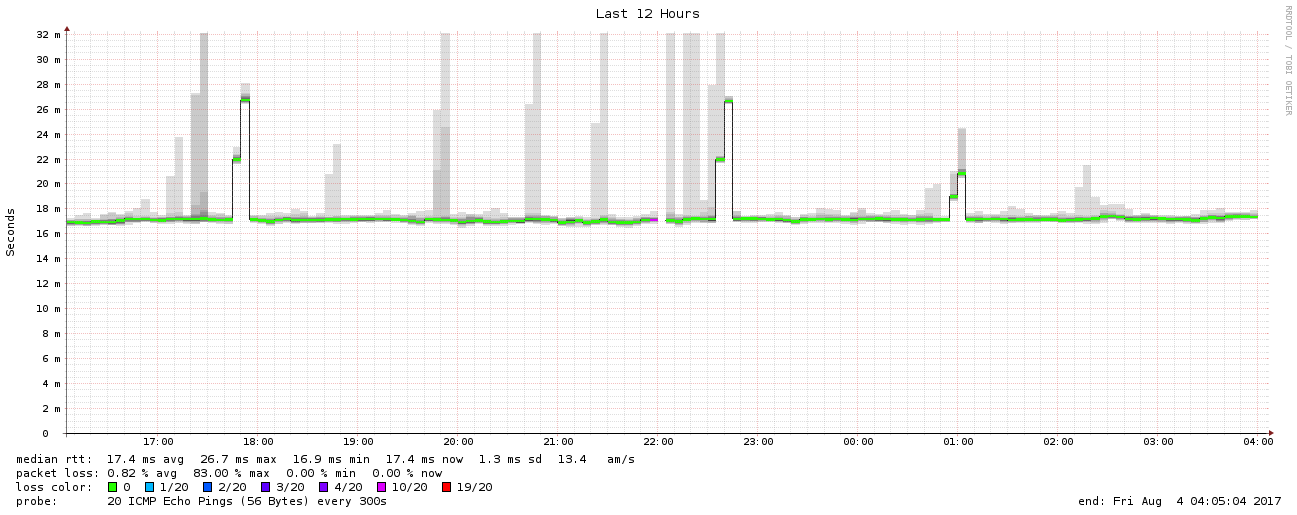 Last 12 Hours
RRDTOOL / TOBI OETIKER
Seconds
32 m
30 m
28 m
26 m
24 m
22 m
20 m
18 m
16 m
14 m
12 m
10 m
8 m
6 m
4 m
2 m
0
17:00 18:00 19:00 20:00 21:00 22:00 23:00 00:00 01:00 02:00 03:00 04:00
median rtt: 17.4 ms avg 26.7 ms max 16.9 ms min 17.4 ms now 1.3 ms sd 13.4 am/s
packet loss: 0.82 % avg 83.00 % max 0.00 % min 0.00 % now
loss color: 0 1/20 2/20 3/20 4/20 10/20 19/20
probe: 20 ICMP Echo Pings (56 Bytes) every 300s end: Fri Aug 4 04:05:04 2017